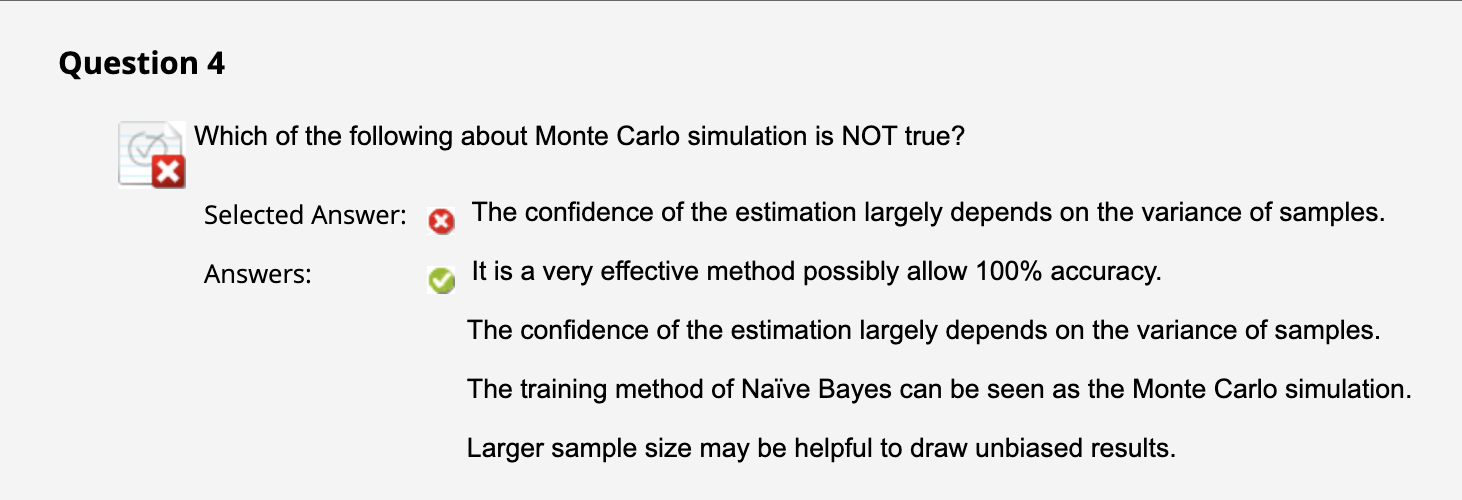 Question 4
Which of the following about Monte Carlo simulation is NOT true?
Selected Answer: The confidence of the estimation largely depends on the variance of samples.
Answers: It is a very effective method possibly allow 100% accuracy.
The confidence of the estimation largely depends on the variance of samples.
The training method of Naïve Bayes can be seen as the Monte Carlo simulation.
Larger sample size may be helpful to draw unbiased results.